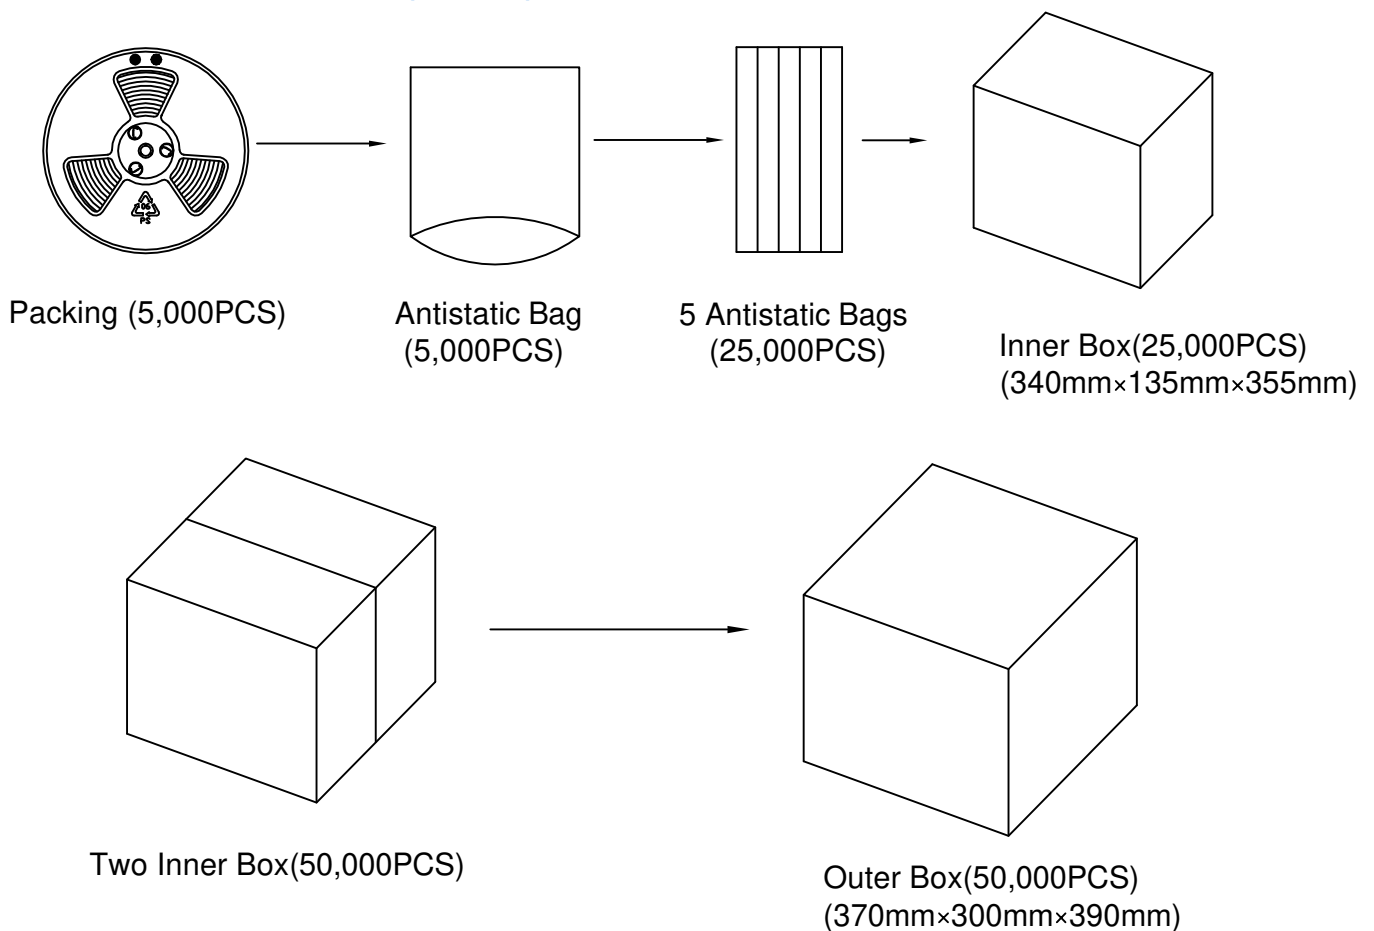 Packing (5,000PCS)
Antistatic Bag
(5,000PCS)
5 Antistatic Bags
(25,000PCS)
Inner Box(25,000PCS)
(340mm×135mm×355mm)
Two Inner Box(50,000PCS)
Outer Box(50,000PCS)
(370mm×300mm×390mm)